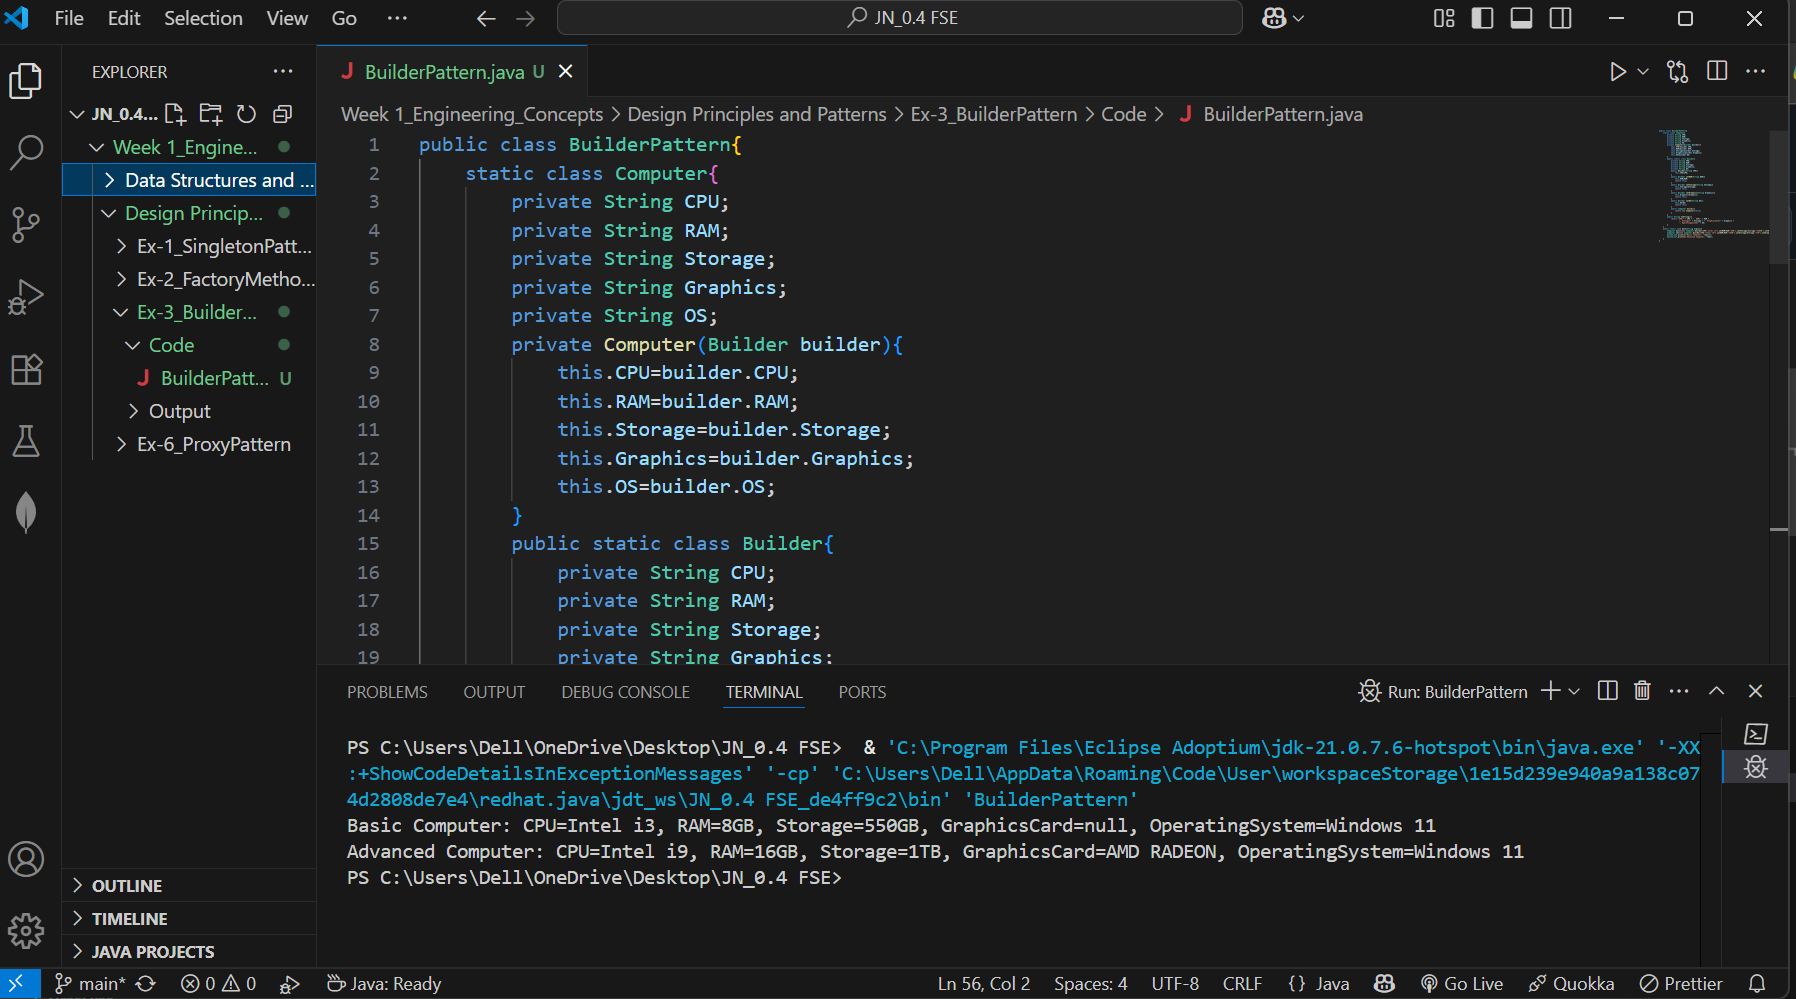 File Edit Selection View Go ··· JN_0.4 FSE
EXPLORER ···
BuilderPattern.java U
JN_0.4...
Week 1_Engineering_Concepts > Design Principles and Patterns > Ex-3_BuilderPattern > Code > BuilderPattern.java
Week 1_Engine...
Data Structures and ...
Design Princip...
Ex-1_SingletonPatt...
Ex-2_FactoryMetho...
Ex-3_Builder...
Code
BuilderPatt... U
Output
Ex-6_ProxyPattern
OUTLINE
TIMELINE
JAVA PROJECTS
1 public class BuilderPattern{
2 static class Computer{
3 private String CPU;
4 private String RAM;
5 private String Storage;
6 private String Graphics;
7 private String OS;
8 private Computer(Builder builder){
9 this.CPU=builder.CPU;
10 this.RAM=builder.RAM;
11 this.Storage=builder.Storage;
12 this.Graphics=builder.Graphics;
13 this.OS=builder.OS;
14 }
15 public static class Builder{
16 private String CPU;
17 private String RAM;
18 private String Storage;
19 private String Graphics;
PROBLEMS OUTPUT DEBUG CONSOLE TERMINAL PORTS Run: BuilderPattern
PS C:\Users\Dell\OneDrive\Desktop\JN_0.4 FSE> & 'C:\Program Files\Eclipse Adoptium\jdk-21.0.7.6-hotspot\bin\java.exe' '-XX
:+ShowCodeDetailsInExceptionMessages' '-cp' 'C:\Users\Dell\AppData\Roaming\Code\User\workspaceStorage\1e15d239e940a9a138c07
4d2808de7e4\redhat.java\jdt_ws\JN_0.4 FSE_de4ff9c2\bin' 'BuilderPattern'
Basic Computer: CPU=Intel i3, RAM=8GB, Storage=550GB, GraphicsCard=null, OperatingSystem=Windows 11
Advanced Computer: CPU=Intel i9, RAM=16GB, Storage=1TB, GraphicsCard=AMD RADEON, OperatingSystem=Windows 11
PS C:\Users\Dell\OneDrive\Desktop\JN_0.4 FSE>
main* 0 0 Java: Ready Ln 56, Col 2 Spaces: 4 UTF-8 CRLF {} Java Go Live Quokka Prettier